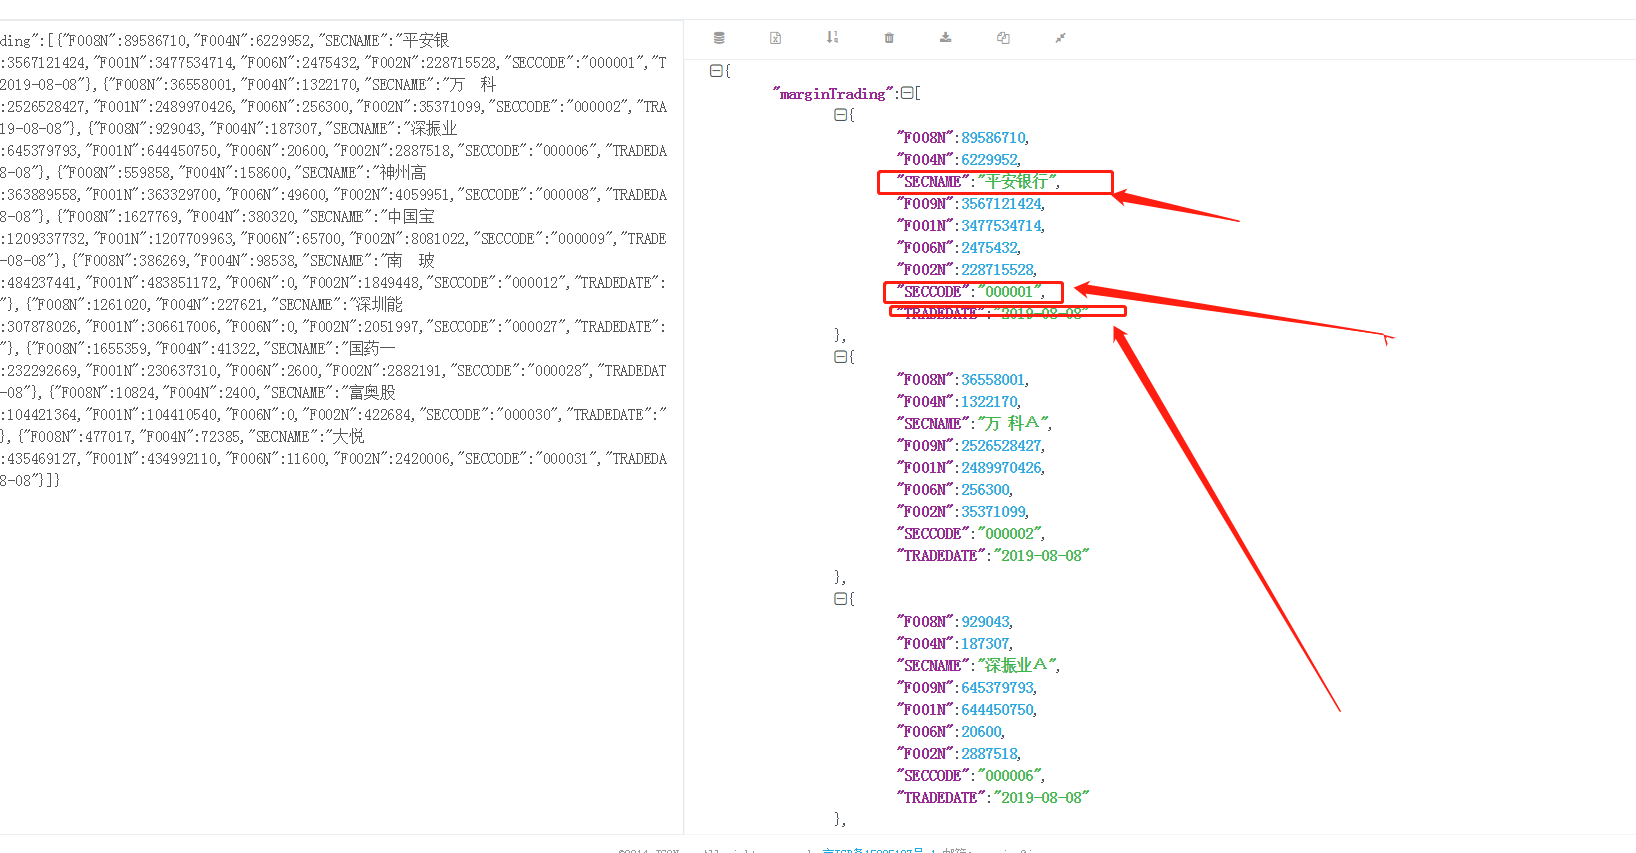 ding":[{"F008N":89586710,"F004N":6229952,"SECNAME":"平安银
:3567121424,"F001N":3477534714,"F006N":2475432,"F002N":228715528,"SECCODE":"000001","T
2019-08-08"},{"F008N":36558001,"F004N":1322170,"SECNAME":"万　科
:2526528427,"F001N":2489970426,"F006N":256300,"F002N":35371099,"SECCODE":"000002","TRA
19-08-08"},{"F008N":929043,"F004N":187307,"SECNAME":"深振业
:645379793,"F001N":644450750,"F006N":20600,"F002N":2887518,"SECCODE":"000006","TRADEDA
8-08"},{"F008N":559858,"F004N":158600,"SECNAME":"神州高
:363889558,"F001N":363329700,"F006N":49600,"F002N":4059951,"SECCODE":"000008","TRADEDA
8-08"},{"F008N":1627769,"F004N":380320,"SECNAME":"中国宝
:1209337732,"F001N":1207709963,"F006N":65700,"F002N":8081022,"SECCODE":"000009","TRADE
-08-08"},{"F008N":386269,"F004N":98538,"SECNAME":"南　玻
:484237441,"F001N":483851172,"F006N":0,"F002N":1849448,"SECCODE":"000012","TRADEDATE":
"},{"F008N":1261020,"F004N":227621,"SECNAME":"深圳能
:307878026,"F001N":306617006,"F006N":0,"F002N":2051997,"SECCODE":"000027","TRADEDATE":
"},{"F008N":1655359,"F004N":41322,"SECNAME":"国药一
:232292669,"F001N":230637310,"F006N":2600,"F002N":2882191,"SECCODE":"000028","TRADEDAT
-08"},{"F008N":10824,"F004N":2400,"SECNAME":"富奥股
:104421364,"F001N":104410540,"F006N":0,"F002N":422684,"SECCODE":"000030","TRADEDATE":"
},{"F008N":477017,"F004N":72385,"SECNAME":"大悦
:435469127,"F001N":434992110,"F006N":11600,"F002N":2420006,"SECCODE":"000031","TRADEDA
8-08"}]}
{
"marginTrading":[
{
"F008N":89586710,
"F004N":6229952,
"SECNAME":"平安银行",
"F009N":3567121424,
"F001N":3477534714,
"F006N":2475432,
"F002N":228715528,
"SECCODE":"000001",
"TRADEDATE":"2019-08-08"
},
{
"F008N":36558001,
"F004N":1322170,
"SECNAME":"万 科Ａ",
"F009N":2526528427,
"F001N":2489970426,
"F006N":256300,
"F002N":35371099,
"SECCODE":"000002",
"TRADEDATE":"2019-08-08"
},
{
"F008N":929043,
"F004N":187307,
"SECNAME":"深振业Ａ",
"F009N":645379793,
"F001N":644450750,
"F006N":20600,
"F002N":2887518,
"SECCODE":"000006",
"TRADEDATE":"2019-08-08"
},